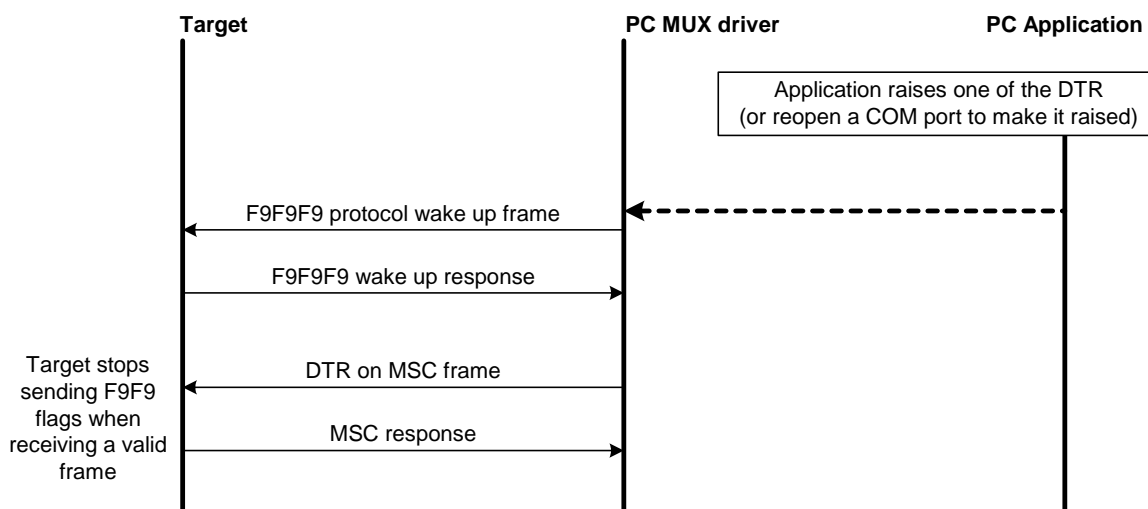 Target
PC MUX driver
PC Application
Application raises one of the DTR
(or reopen a COM port to make it raised)
F9F9F9 protocol wake up frame
F9F9F9 wake up response
Target stops
sending F9F9
flags when
receiving a valid
frame
DTR on MSC frame
MSC response